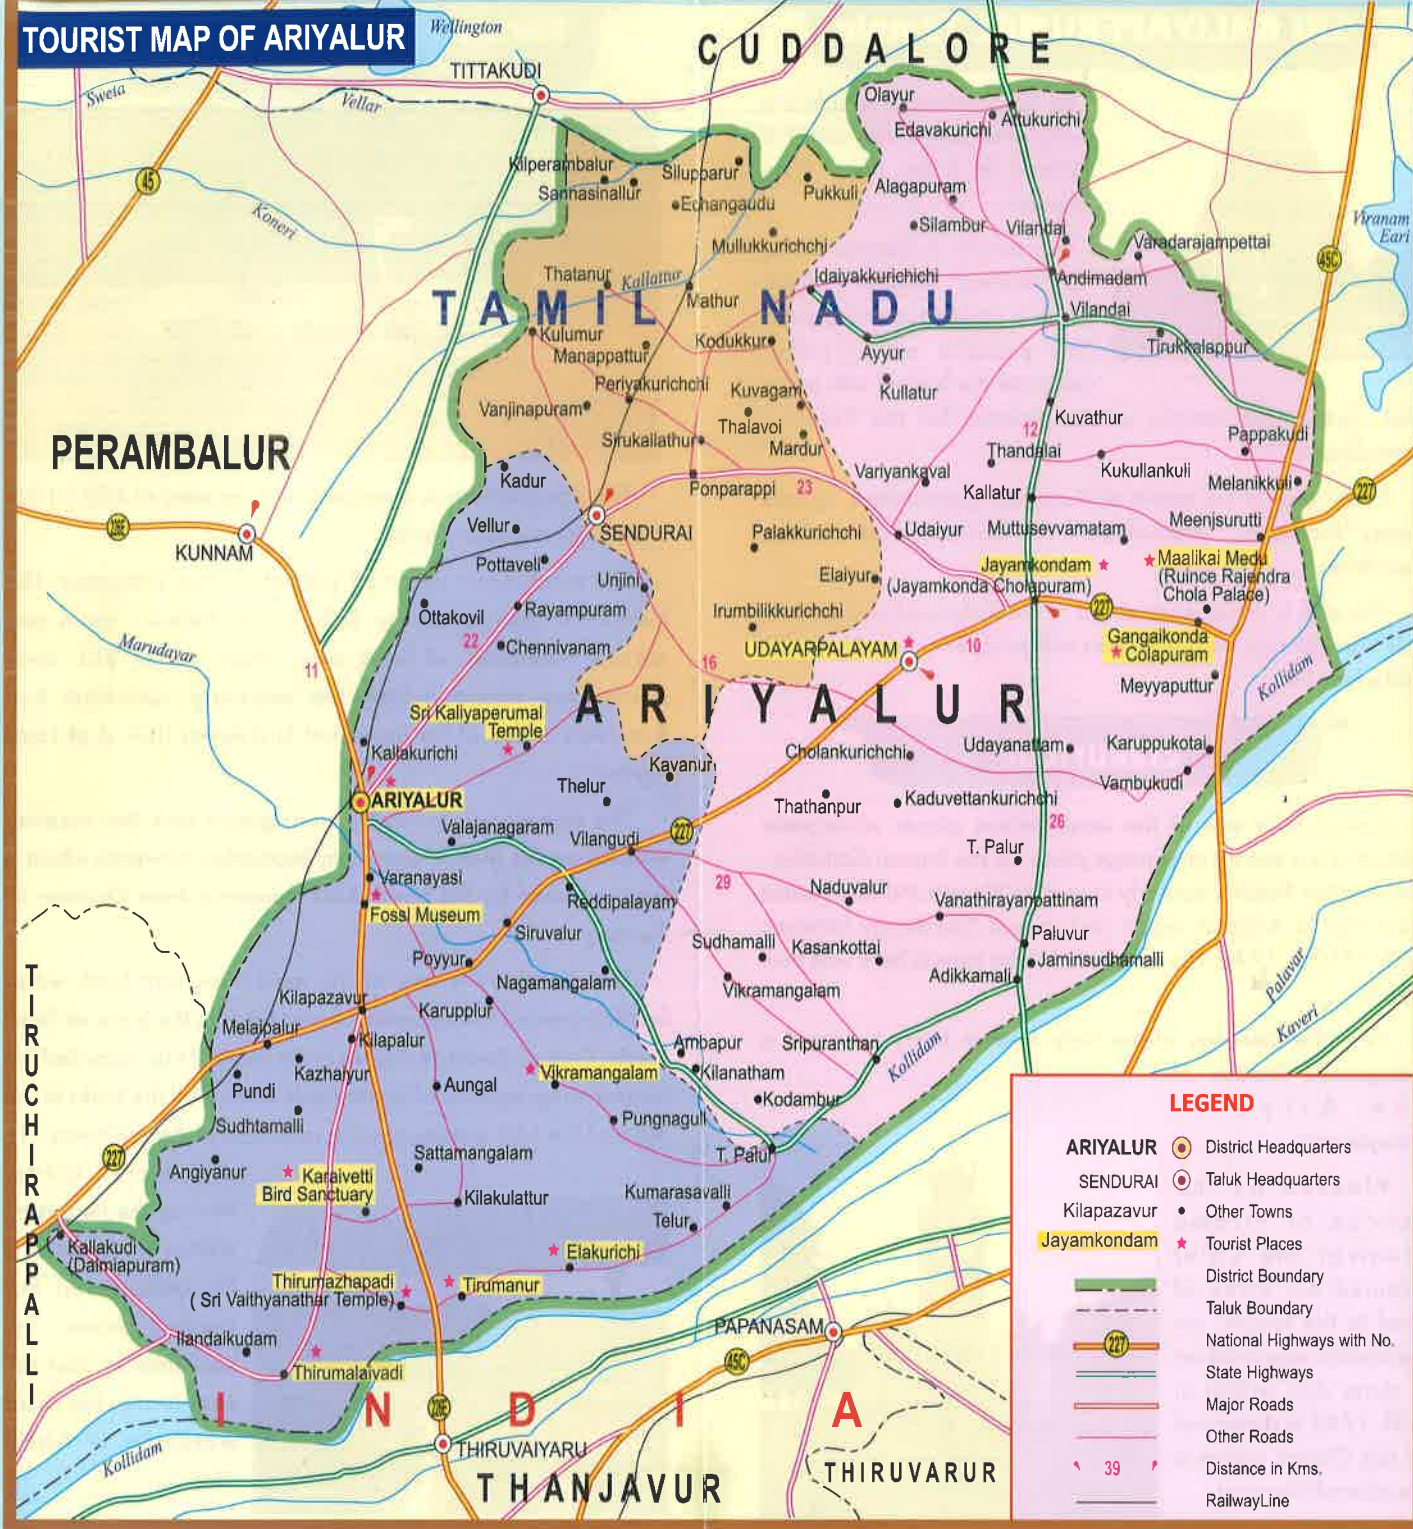 TOURIST MAP OF ARIYALUR
Wellington
CUDDALORE
TITTAKUDI
Sweta
Vellar
Olayur
Edavakurichi
Attukurichi
45
Kilperambalur
Silupparur
Sannasinallur
Pukkuli
Alagapuram
Echangaudu
Koneri
Silambur
Vilandai
Viranam
Eari
Mullukkurichchi
Varadarajampettai
45C
Thatanur
Kallattur
Idaiyakkurichichi
Andimadam
TAMIL NADU
Mathur
Vilandai
Kulumur
Kodukkur
Manappattur
Ayyur
Tirukkalappur
Periyakurichchi
Kuvagam
Kullatur
Vanjinapuram
Thalavoi
Kuvathur
Sirukallathur
Mardur
12
Pappakudi
PERAMBALUR
Thandalai
Variyankaval
Kukullankuli
Kadur
Ponparappi
23
Kallatur
Melanikkuli
227
226E
Vellur
SENDURAI
Palakkurichchi
Udaiyur
Muttusevvamatam
Meenjsurutti
KUNNAM
Pottaveli
Unjini
Elaiyur
Jayamkondam
(Jayamkonda Cholapuram)
Maalikai Medu
(Ruince Rajendra
Chola Palace)
Ottakovil
Rayampuram
Irumbilikkurichchi
227
Marudayar
22
Chennivanam
UDAYARPALAYAM
10
Gangaikonda
Colapuram
11
16
Meyyaputtur
Kollidam
ARIYALUR
Sri Kaliyaperumal
Temple
Kallakurichi
Cholankurichchi
Udayanattam
Karuppukotai
Kavanur
Vambukudi
Thelur
ARIYALUR
Thathanpur
Kaduvettankurichchi
Valajanagaram
Vilangudi
227
26
T. Palur
Varanayasi
29
Naduvalur
Fossl Museum
Reddipalayam
Vanathirayanpattinam
Siruvalur
Paluvur
Poyyur
Sudhamalli
Kasankottai
Jaminsudhamalli
TIRUCHIRAPPALLI
Nagamangalam
Adikkamali
Palavar
Kilapazavur
Karupplur
Vikramangalam
Melaipalur
Kilapalur
Kaveri
Ambapur
Sripuranthan
Kollidam
Kazhaiyur
Vikramangalam
Kilanatham
Pundi
Aungal
Kodambur
Sudhtamalli
Pungnaguli
227
T. Palur
Angiyanur
Sattamangalam
Karaivetti
Bird Sanctuary
Kilakulattur
Kumarasavalli
Telur
Kallakudi
(Dalmiapuram)
Elakurichi
Thirumazhapadi
( Sri Vaithyanathar Temple)
Tirumanur
PAPANASAM
Ilandaikudam
45C
Thirumalaivadi
INDIA
226E
Kollidam
THIRUVAIYARU
THANJAVUR
THIRUVARUR
LEGEND
ARIYALUR District Headquarters
SENDURAI Taluk Headquarters
Kilapazavur Other Towns
Jayamkondam Tourist Places
District Boundary
Taluk Boundary
227 National Highways with No.
State Highways
Major Roads
Other Roads
39 Distance in Kms.
RailwayLine